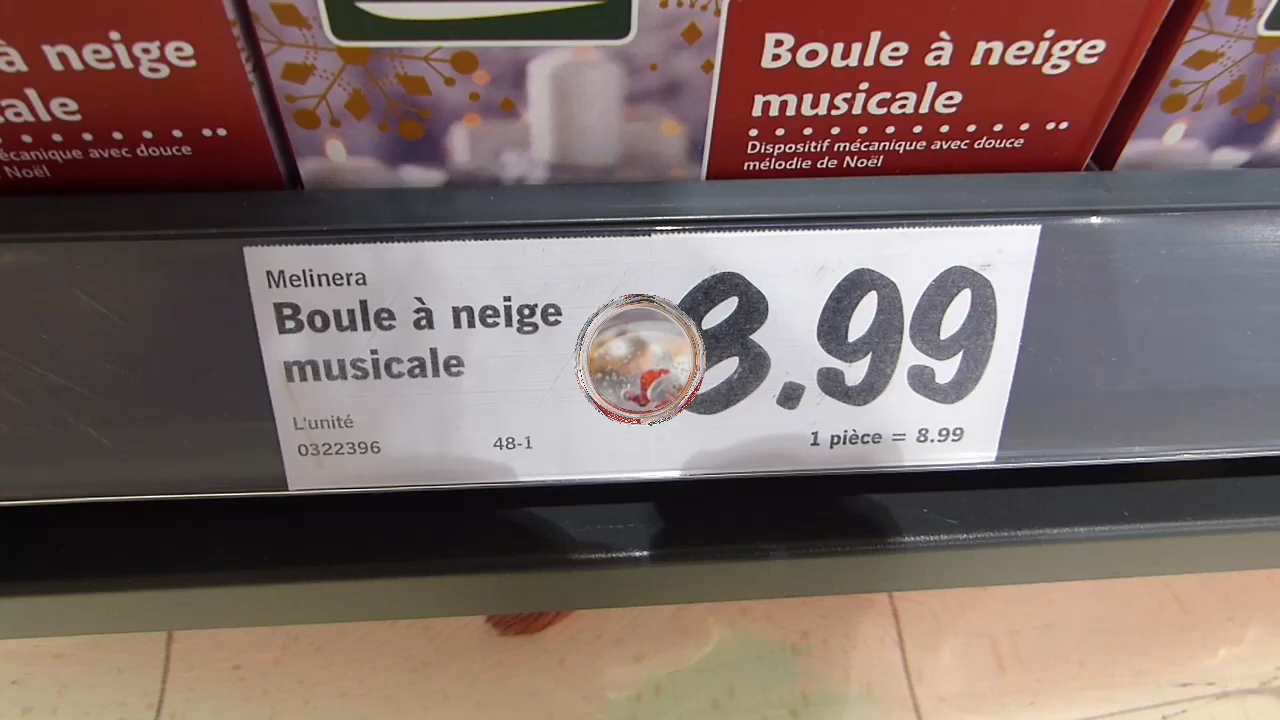 à neige
cale
écanique avec douce
Noël
Boule à neige
musicale
Dispositif mécanique avec douce
mélodie de Noël
Melinera
Boule à neige
musicale
8.99
L'unité
0322396
48-1
1 pièce = 8.99